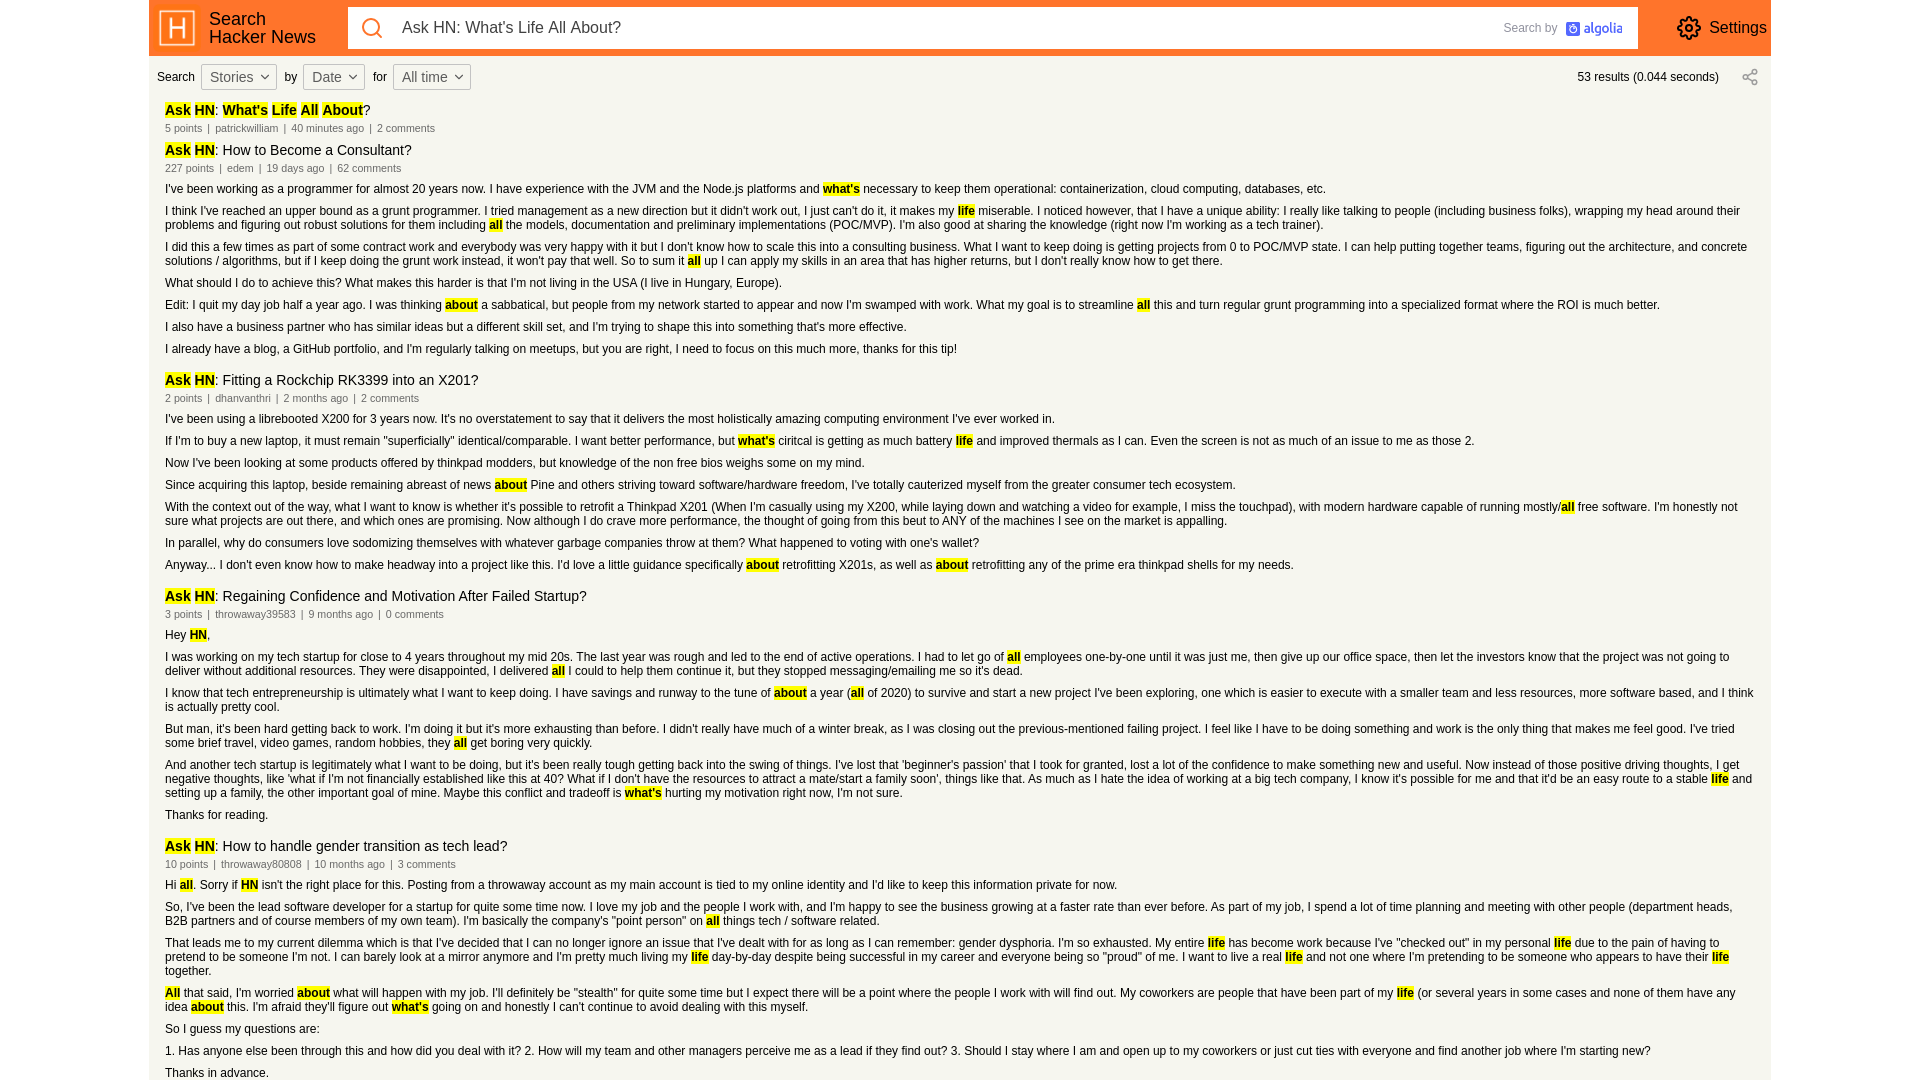 H
Search
Hacker News
Ask HN: What's Life All About?
Search by algolia
Settings
Search Stories by Date for All time
53 results (0.044 seconds)
Ask HN: What's Life All About?
5 points | patrickwilliam | 40 minutes ago | 2 comments
Ask HN: How to Become a Consultant?
227 points | edem | 19 days ago | 62 comments
I've been working as a programmer for almost 20 years now. I have experience with the JVM and the Node.js platforms and what's necessary to keep them operational: containerization, cloud computing, databases, etc.
I think I've reached an upper bound as a grunt programmer. I tried management as a new direction but it didn't work out, I just can't do it, it makes my life miserable. I noticed however, that I have a unique ability: I really like talking to people (including business folks), wrapping my head around their
problems and figuring out robust solutions for them including all the models, documentation and preliminary implementations (POC/MVP). I'm also good at sharing the knowledge (right now I'm working as a tech trainer).
I did this a few times as part of some contract work and everybody was very happy with it but I don't know how to scale this into a consulting business. What I want to keep doing is getting projects from 0 to POC/MVP state. I can help putting together teams, figuring out the architecture, and concrete
solutions / algorithms, but if I keep doing the grunt work instead, it won't pay that well. So to sum it all up I can apply my skills in an area that has higher returns, but I don't really know how to get there.
What should I do to achieve this? What makes this harder is that I'm not living in the USA (I live in Hungary, Europe).
Edit: I quit my day job half a year ago. I was thinking about a sabbatical, but people from my network started to appear and now I'm swamped with work. What my goal is to streamline all this and turn regular grunt programming into a specialized format where the ROI is much better.
I also have a business partner who has similar ideas but a different skill set, and I'm trying to shape this into something that's more effective.
I already have a blog, a GitHub portfolio, and I'm regularly talking on meetups, but you are right, I need to focus on this much more, thanks for this tip!
Ask HN: Fitting a Rockchip RK3399 into an X201?
2 points | dhanvanthri | 2 months ago | 2 comments
I've been using a librebooted X200 for 3 years now. It's no overstatement to say that it delivers the most holistically amazing computing environment I've ever worked in.
If I'm to buy a new laptop, it must remain "superficially" identical/comparable. I want better performance, but what's ciritcal is getting as much battery life and improved thermals as I can. Even the screen is not as much of an issue to me as those 2.
Now I've been looking at some products offered by thinkpad modders, but knowledge of the non free bios weighs some on my mind.
Since acquiring this laptop, beside remaining abreast of news about Pine and others striving toward software/hardware freedom, I've totally cauterized myself from the greater consumer tech ecosystem.
With the context out of the way, what I want to know is whether it's possible to retrofit a Thinkpad X201 (When I'm casually using my X200, while laying down and watching a video for example, I miss the touchpad), with modern hardware capable of running mostly/all free software. I'm honestly not
sure what projects are out there, and which ones are promising. Now although I do crave more performance, the thought of going from this beut to ANY of the machines I see on the market is appalling.
In parallel, why do consumers love sodomizing themselves with whatever garbage companies throw at them? What happened to voting with one's wallet?
Anyway... I don't even know how to make headway into a project like this. I'd love a little guidance specifically about retrofitting X201s, as well as about retrofitting any of the prime era thinkpad shells for my needs.
Ask HN: Regaining Confidence and Motivation After Failed Startup?
3 points | throwaway39583 | 9 months ago | 0 comments
Hey HN,
I was working on my tech startup for close to 4 years throughout my mid 20s. The last year was rough and led to the end of active operations. I had to let go of all employees one-by-one until it was just me, then give up our office space, then let the investors know that the project was not going to
deliver without additional resources. They were disappointed, I delivered all I could to help them continue it, but they stopped messaging/emailing me so it's dead.
I know that tech entrepreneurship is ultimately what I want to keep doing. I have savings and runway to the tune of about a year (all of 2020) to survive and start a new project I've been exploring, one which is easier to execute with a smaller team and less resources, more software based, and I think
is actually pretty cool.
But man, it's been hard getting back to work. I'm doing it but it's more exhausting than before. I didn't really have much of a winter break, as I was closing out the previous-mentioned failing project. I feel like I have to be doing something and work is the only thing that makes me feel good. I've tried
some brief travel, video games, random hobbies, they all get boring very quickly.
And another tech startup is legitimately what I want to be doing, but it's been really tough getting back into the swing of things. I've lost that 'beginner's passion' that I took for granted, lost a lot of the confidence to make something new and useful. Now instead of those positive driving thoughts, I get
negative thoughts, like 'what if I'm not financially established like this at 40? What if I don't have the resources to attract a mate/start a family soon', things like that. As much as I hate the idea of working at a big tech company, I know it's possible for me and that it'd be an easy route to a stable life and
setting up a family, the other important goal of mine. Maybe this conflict and tradeoff is what's hurting my motivation right now, I'm not sure.
Thanks for reading.
Ask HN: How to handle gender transition as tech lead?
10 points | throwaway80808 | 10 months ago | 3 comments
Hi all. Sorry if HN isn't the right place for this. Posting from a throwaway account as my main account is tied to my online identity and I'd like to keep this information private for now.
So, I've been the lead software developer for a startup for quite some time now. I love my job and the people I work with, and I'm happy to see the business growing at a faster rate than ever before. As part of my job, I spend a lot of time planning and meeting with other people (department heads,
B2B partners and of course members of my own team). I'm basically the company's "point person" on all things tech / software related.
That leads me to my current dilemma which is that I've decided that I can no longer ignore an issue that I've dealt with for as long as I can remember: gender dysphoria. I'm so exhausted. My entire life has become work because I've "checked out" in my personal life due to the pain of having to
pretend to be someone I'm not. I can barely look at a mirror anymore and I'm pretty much living my life day-by-day despite being successful in my career and everyone being so "proud" of me. I want to live a real life and not one where I'm pretending to be someone who appears to have their life
together.
All that said, I'm worried about what will happen with my job. I'll definitely be "stealth" for quite some time but I expect there will be a point where the people I work with will find out. My coworkers are people that have been part of my life (or several years in some cases and none of them have any
idea about this. I'm afraid they'll figure out what's going on and honestly I can't continue to avoid dealing with this myself.
So I guess my questions are:
1. Has anyone else been through this and how did you deal with it? 2. How will my team and other managers perceive me as a lead if they find out? 3. Should I stay where I am and open up to my coworkers or just cut ties with everyone and find another job where I'm starting new?
Thanks in advance.